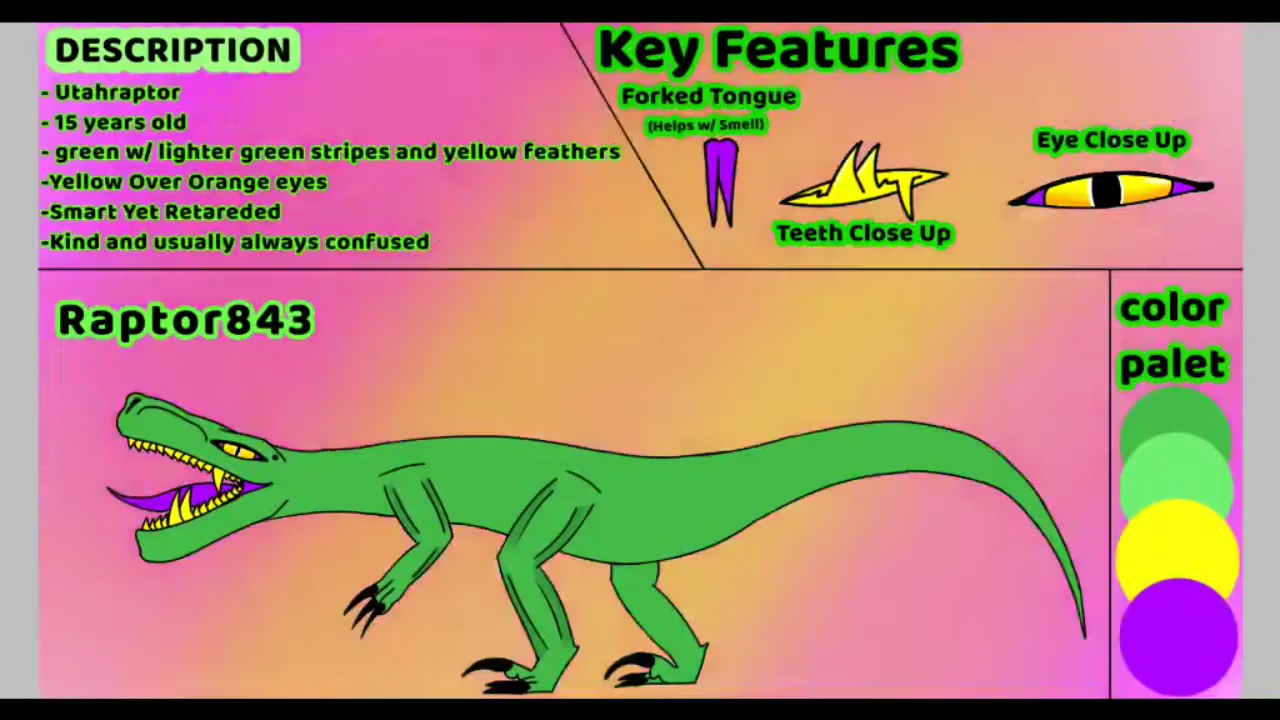 DESCRIPTION
- Utahraptor
- 15 years old
- green w/ lighter green stripes and yellow feathers
-Yellow Over Orange eyes
-Smart Yet Retareded
-Kind and usually always confused
Key Features
Forked Tongue
(Helps w/ Smell)
Teeth Close Up
Eye Close Up
Raptor843
color
palet